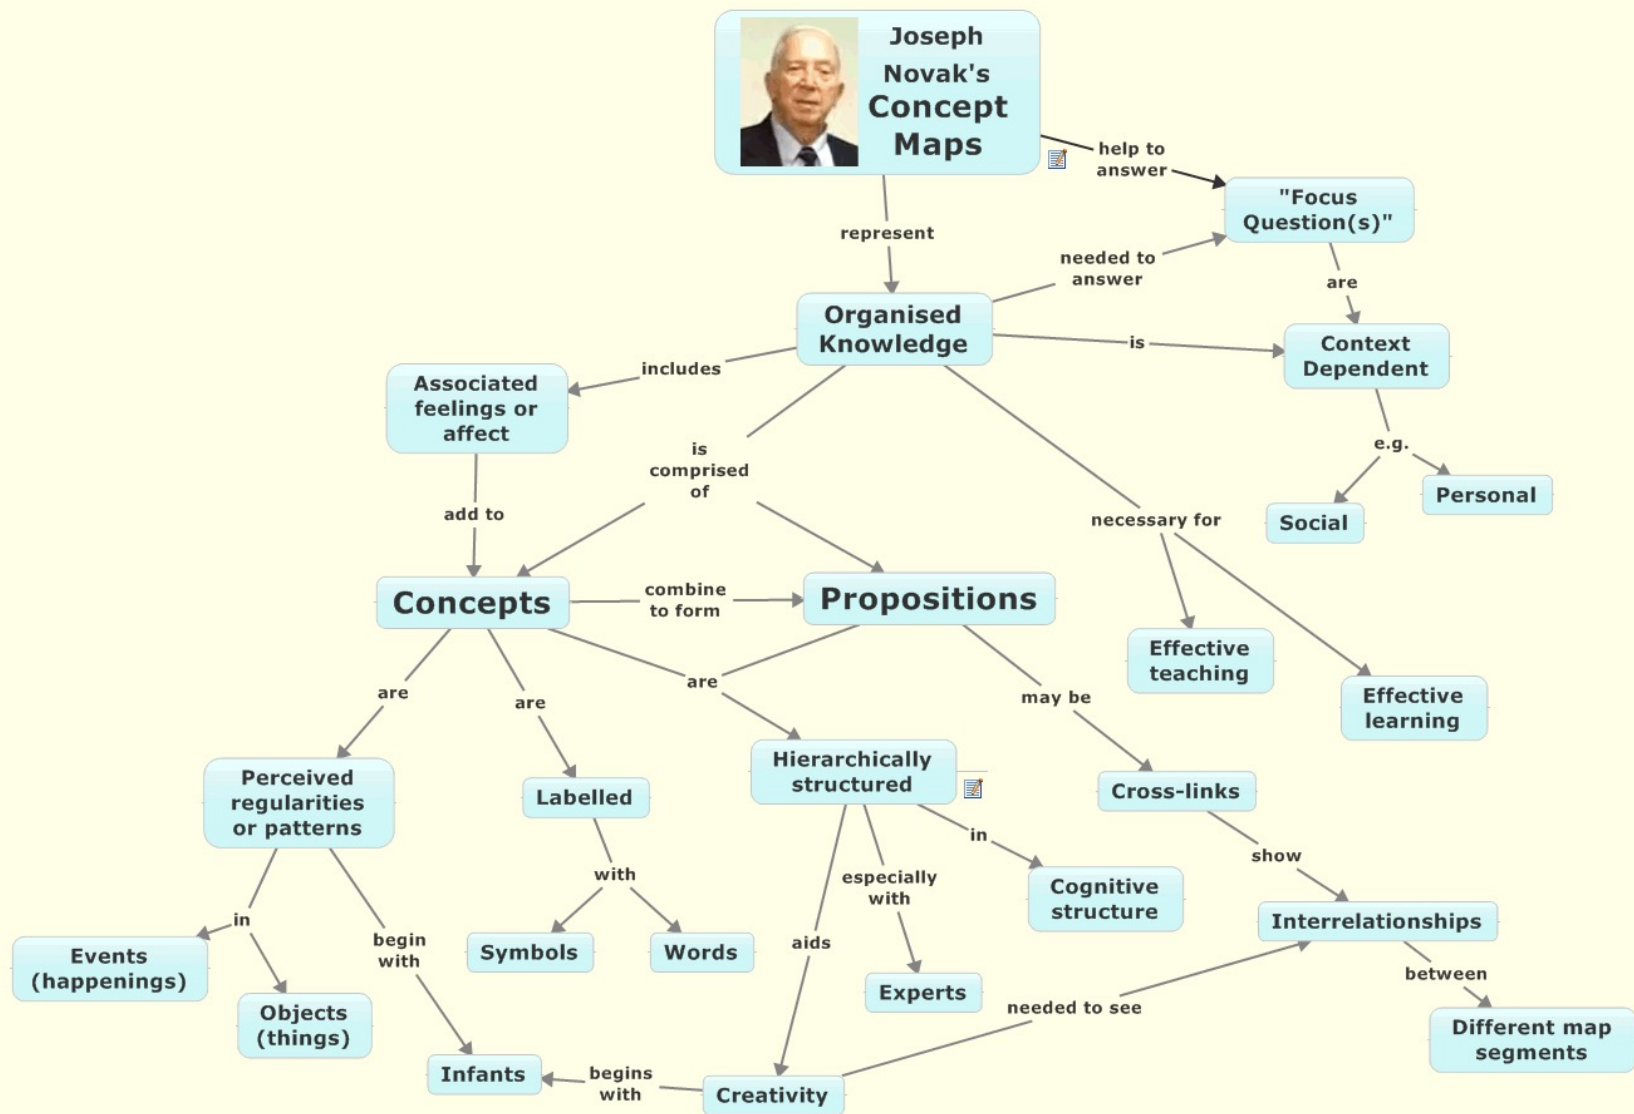 Joseph
Novak's
Concept
Maps
help to
answer
"Focus
Question(s)"
represent
needed to
answer
are
Organised
Knowledge
is
Context
Dependent
includes
Associated
feelings or
affect
is
comprised
of
e.g.
Personal
Social
add to
necessary for
Concepts
combine
to form
Propositions
Effective
teaching
Effective
learning
are
are
are
may be
Perceived
regularities
or patterns
Labelled
Hierarchically
structured
Cross-links
in
show
with
especially
with
Cognitive
structure
Interrelationships
in
begin
with
Symbols
Words
aids
Events
(happenings)
Experts
between
needed to see
Objects
(things)
Different map
segments
Infants
begins
with
Creativity